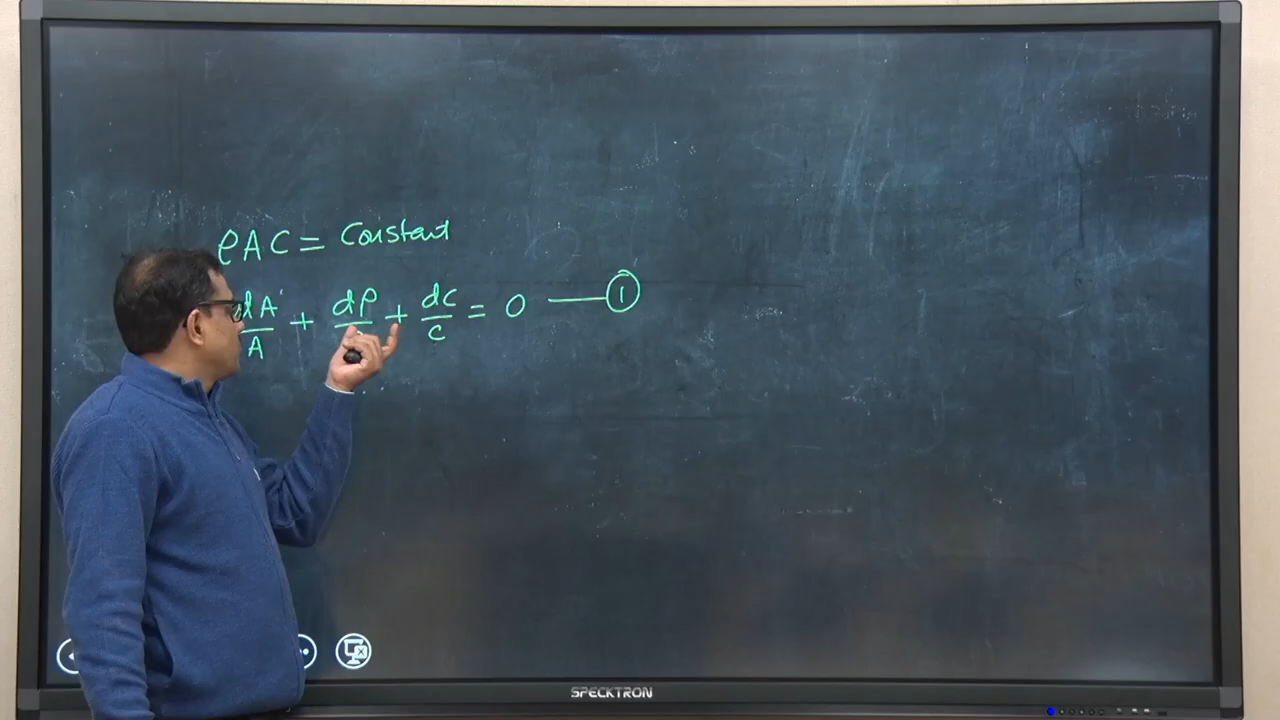 ρAC = Constant
dA/A + dρ/ + dC/C = 0 — ①
SPECKTRON